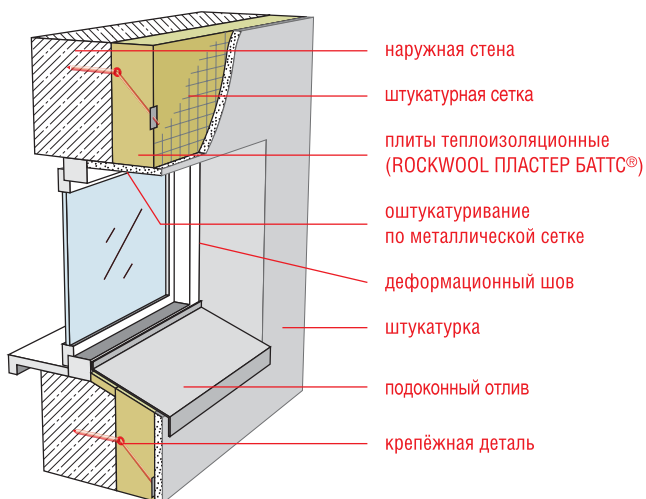 наружная стена
штукатурная сетка
плиты теплоизоляционные
(ROCKWOOL ПЛАСТЕР БАТТС®)
оштукатуривание
по металлической сетке
деформационный шов
штукатурка
подоконный отлив
крепёжная деталь